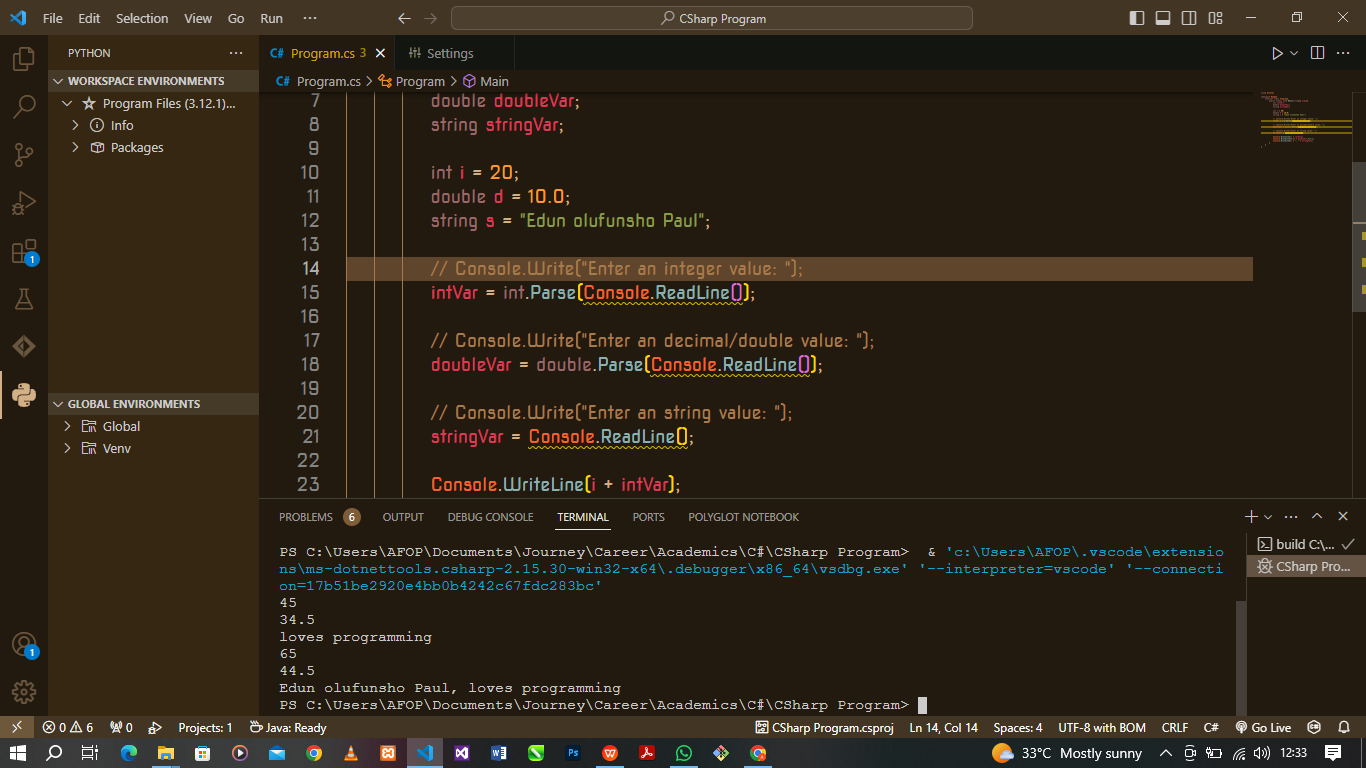 File Edit Selection View Go Run ··· CSharp Program
PYTHON ···
WORKSPACE ENVIRONMENTS
Program Files (3.12.1)...
Info
Packages
GLOBAL ENVIRONMENTS
Global
Venv
1
1
C# Program.cs 3 Settings
C# Program.cs > Program > Main
7 double doubleVar;
8 string stringVar;
9
10 int i = 20;
11 double d = 10.0;
12 string s = "Edun olufunsho Paul";
13
14 // Console.Write("Enter an integer value: ");
15 intVar = int.Parse(Console.ReadLine());
16
17 // Console.Write("Enter an decimal/double value: ");
18 doubleVar = double.Parse(Console.ReadLine());
19
20 // Console.Write("Enter an string value: ");
21 stringVar = Console.ReadLine();
22
23 Console.WriteLine(i + intVar);
PROBLEMS 6 OUTPUT DEBUG CONSOLE TERMINAL PORTS POLYGLOT NOTEBOOK
PS C:\Users\AFOP\Documents\Journey\Career\Academics\C#\CSharp Program>  & 'c:\Users\AFOP\.vscode\extensio
ns\ms-dotnettools.csharp-2.15.30-win32-x64\.debugger\x86_64\vsdbg.exe' '--interpreter=vscode' '--connecti
on=17b51be2920e4bb0b4242c67fdc283bc'
45
34.5
loves programming
65
44.5
Edun olufunsho Paul, loves programming
PS C:\Users\AFOP\Documents\Journey\Career\Academics\C#\CSharp Program>
build C:\...
CSharp Pro...
0 6 0 Projects: 1 Java: Ready CSharp Program.csproj Ln 14, Col 14 Spaces: 4 UTF-8 with BOM CRLF C# Go Live
33°C Mostly sunny 12:33